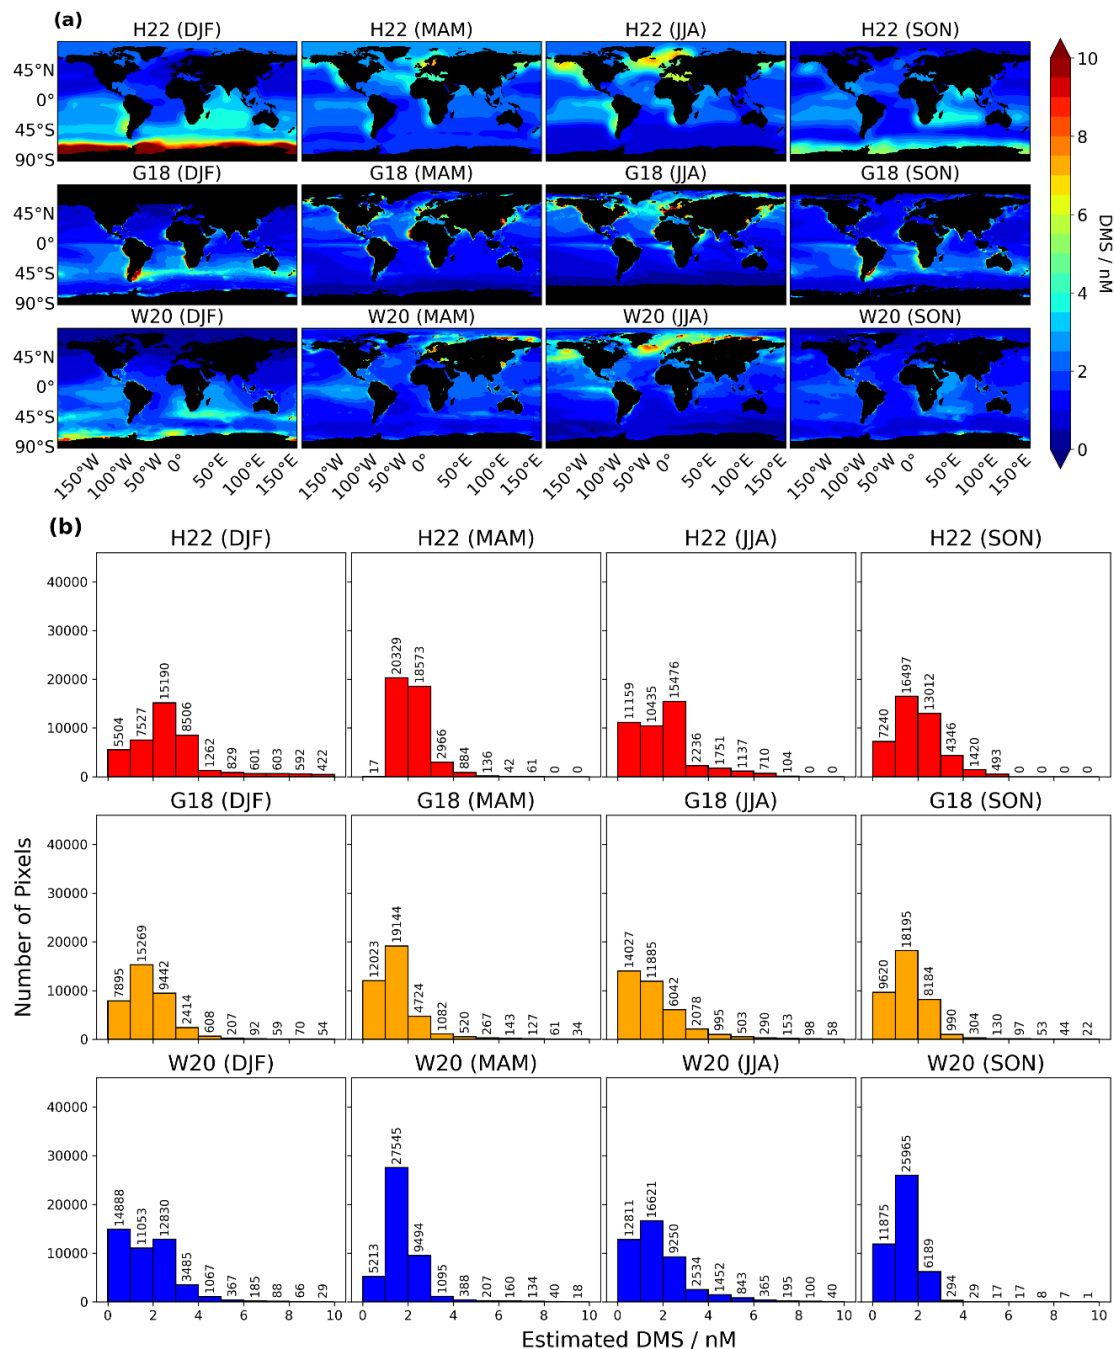 (a)
H22 (DJF) H22 (MAM) H22 (JJA) H22 (SON)
45°N
0°
45°S
90°S
G18 (DJF) G18 (MAM) G18 (JJA) G18 (SON)
45°N
0°
45°S
90°S
W20 (DJF) W20 (MAM) W20 (JJA) W20 (SON)
45°N
0°
45°S
90°S
150°W 100°W 50°W 0° 50°E 100°E 150°E 150°W 100°W 50°W 0° 50°E 100°E 150°E 150°W 100°W 50°W 0° 50°E 100°E 150°E 150°W 100°W 50°W 0° 50°E 100°E 150°E
10
8
6
4
2
0
DMS / nM
(b)
H22 (DJF) H22 (MAM) H22 (JJA) H22 (SON)
40000
30000
20000
10000
0
5504 7527 15190 8506 1262 829 601 603 592 422
17 20329 18573 2966 884 136 42 61 0 0
11159 10435 15476 2236 1751 1137 710 104 0 0
7240 16497 13012 4346 1420 493 0 0 0 0
G18 (DJF) G18 (MAM) G18 (JJA) G18 (SON)
40000
30000
20000
10000
0
7895 15269 9442 2414 608 207 92 59 70 54
12023 19144 4724 1082 520 267 143 127 61 34
14027 11885 6042 2078 995 503 290 153 98 58
9620 18195 8184 990 304 130 97 53 44 22
Number of Pixels
W20 (DJF) W20 (MAM) W20 (JJA) W20 (SON)
40000
30000
20000
10000
0
14888 11053 12830 3485 1067 367 185 88 66 29
5213 27545 9494 1095 388 207 160 134 40 18
12811 16621 9250 2534 1452 843 365 195 100 40
11875 25965 6189 294 29 17 17 8 7 1
0 2 4 6 8 10 0 2 4 6 8 10 0 2 4 6 8 10 0 2 4 6 8 10
Estimated DMS / nM